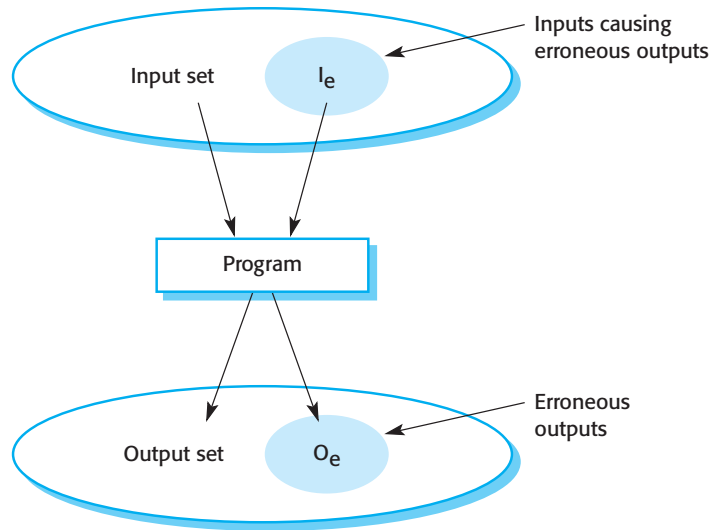 Inputs causing
erroneous outputs
Input set
Ie
Program
Erroneous
outputs
Output set
Oe